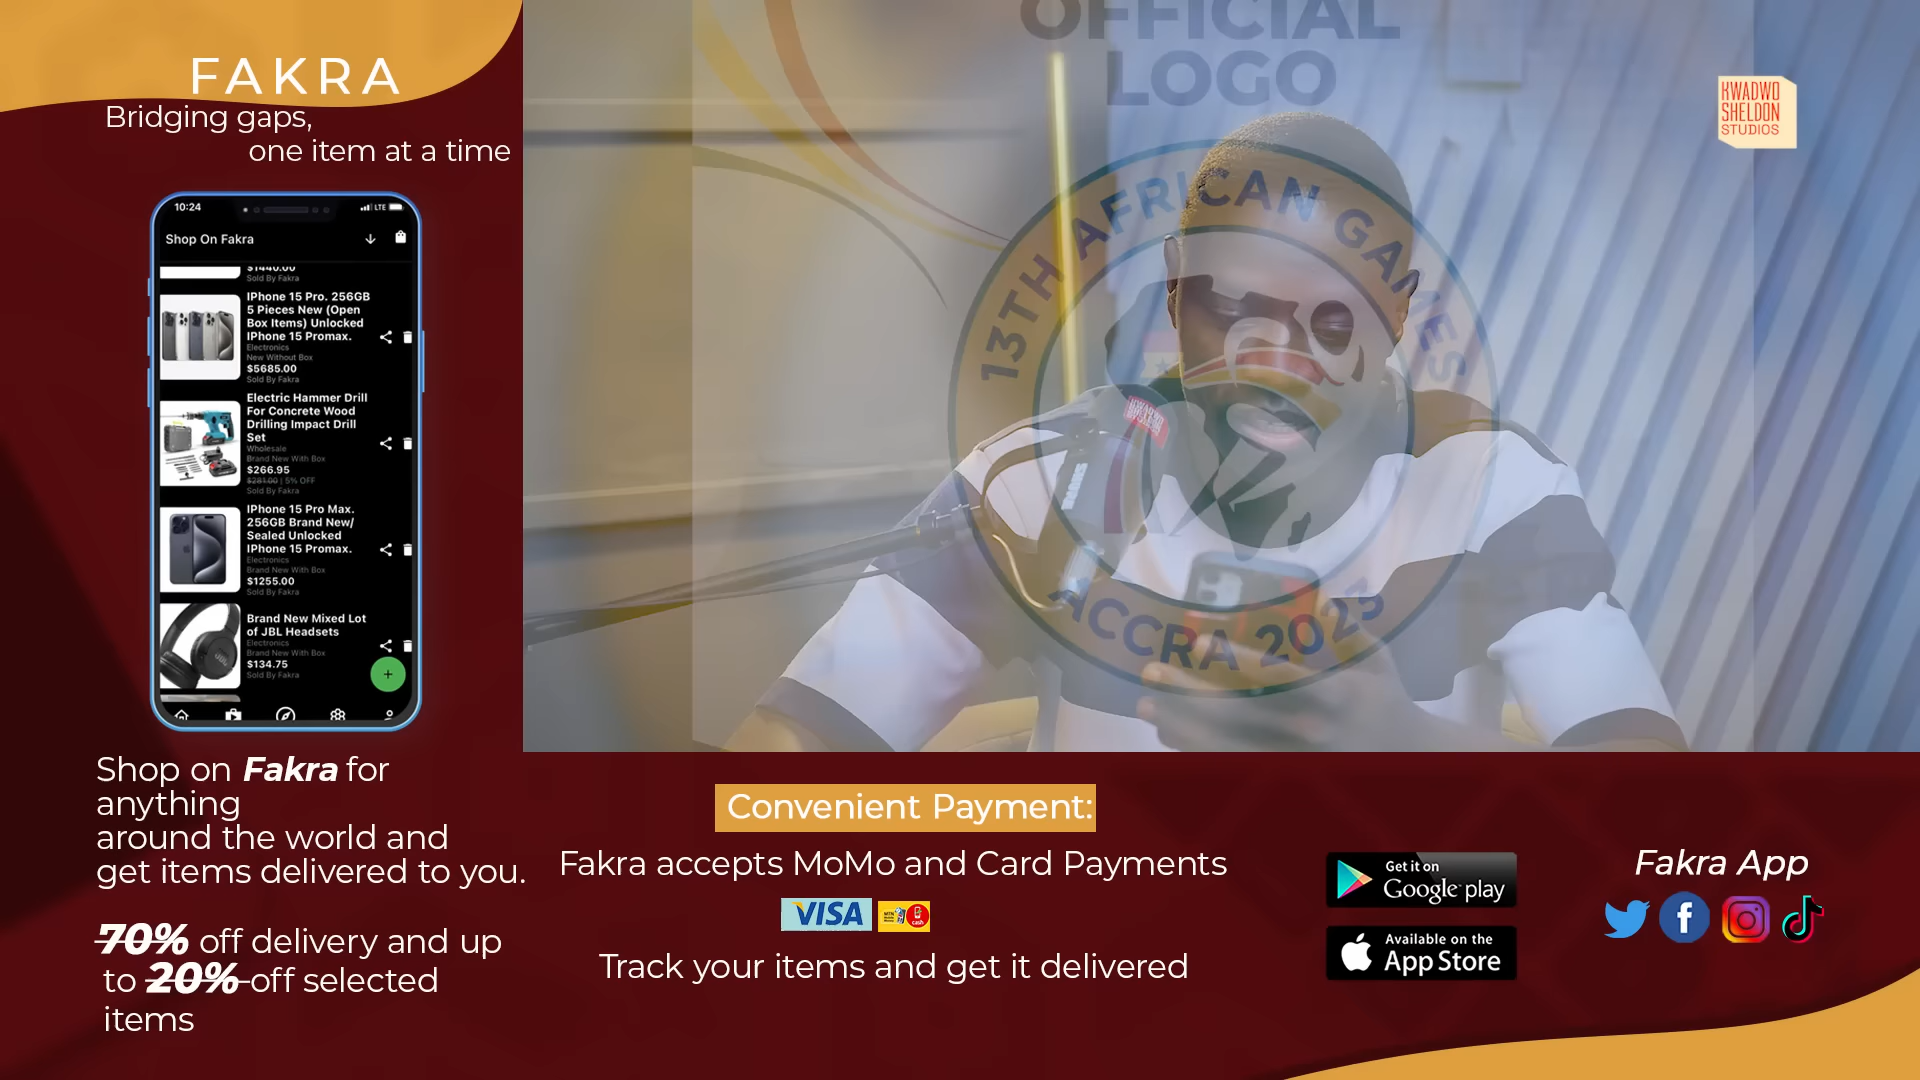 FAKRA
Bridging gaps,
one item at a time
10:24
LTE
Shop On Fakra
$1440.00
Sold By Fakra
IPhone 15 Pro. 256GB
5 Pieces New (Open
Box Items) Unlocked
IPhone 15 Promax.
Electronics
New Without Box
$5685.00
Sold By Fakra
Electric Hammer Drill
For Concrete Wood
Drilling Impact Drill
Set
Wholesale
Brand New With Box
$266.95
$281.00 | 5% OFF
Sold By Fakra
IPhone 15 Pro Max.
256GB Brand New/
Sealed Unlocked
IPhone 15 Promax.
Electronics
Brand New With Box
$1255.00
Sold By Fakra
Brand New Mixed Lot
of JBL Headsets
Electronics
Brand New With Box
$134.75
Sold By Fakra
JBL
Shop on Fakra for
anything
around the world and
get items delivered to you.
70% off delivery and up
to 20% off selected
items
OFFICIAL
LOGO
13TH AFRICAN GAMES
ACCRA 2023
KWADWO
SHELDON
STUDIOS
Convenient Payment:
Fakra accepts MoMo and Card Payments
VISA
cash
Track your items and get it delivered
Get it on
Google play
Available on the
App Store
Fakra App